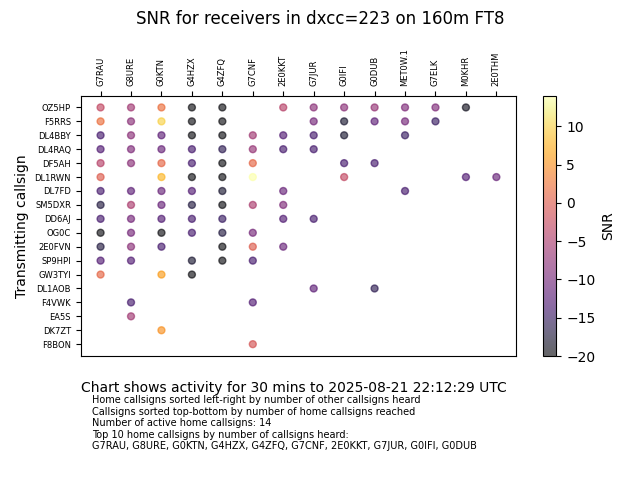 SNR for receivers in dxcc=223 on 160m FT8
G7RAU G8URE G0KTN G4HZX G4ZFQ G7CNF 2E0KKT G7JUR G0IFI G0DUB MET0W.1 G7ELK M0KHR 2E0THM
OZ5HP
F5RRS
DL4BBY
DL4RAQ
DF5AH
DL1RWN
DL7FD
SM5DXR
DD6AJ
OG0C
2E0FVN
SP9HPI
GW3TYI
DL1AOB
F4VWK
EA5S
DK7ZT
F8BON
Transmitting callsign
10
5
0
−5
−10
−15
−20
SNR
Chart shows activity for 30 mins to 2025-08-21 22:12:29 UTC
Home callsigns sorted left-right by number of other callsigns heard
Callsigns sorted top-bottom by number of home callsigns reached
Number of active home callsigns: 14
Top 10 home callsigns by number of callsigns heard:
G7RAU, G8URE, G0KTN, G4HZX, G4ZFQ, G7CNF, 2E0KKT, G7JUR, G0IFI, G0DUB